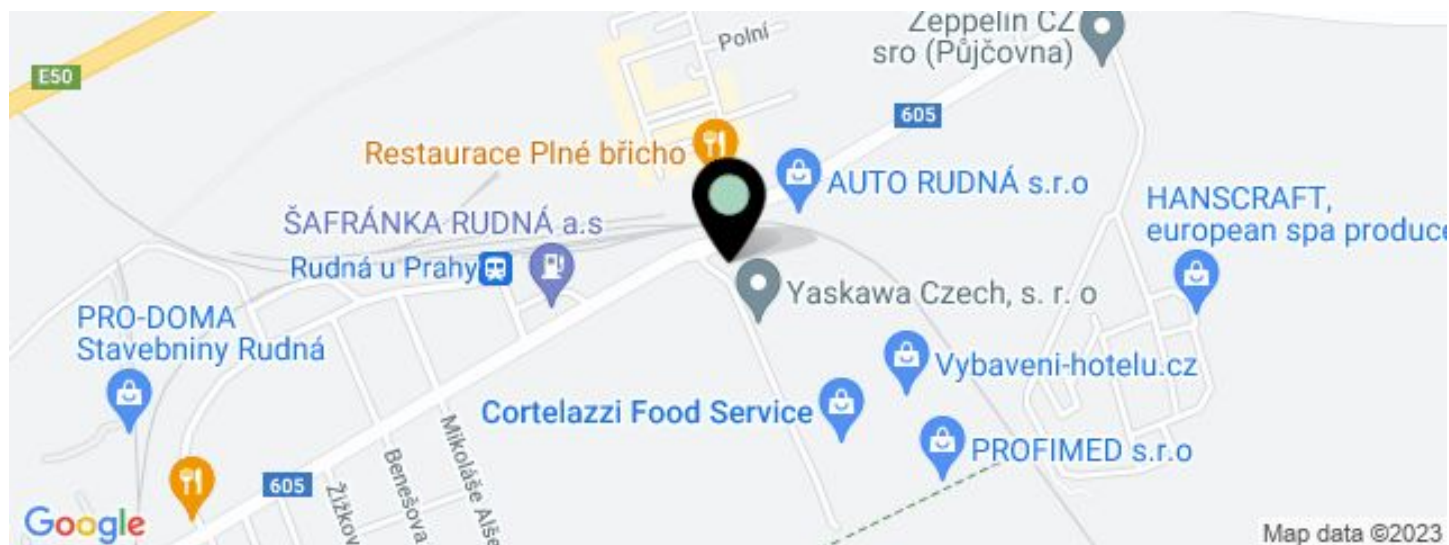 Zeppelin CZ
sro (Půjčovna)
Polní
E50
605
Restaurace Plné břicho
AUTO RUDNÁ s.r.o
HANSCRAFT,
european spa produce
ŠAFRÁNKA RUDNÁ a.s
Rudná u Prahy
Yaskawa Czech, s. r. o
PRO-DOMA
Stavebniny Rudná
Vybaveni-hotelu.cz
Cortelazzi Food Service
PROFIMED s.r.o
Mikoláše Alše
Benešova
Žižkov
605
Google
Map data ©2023